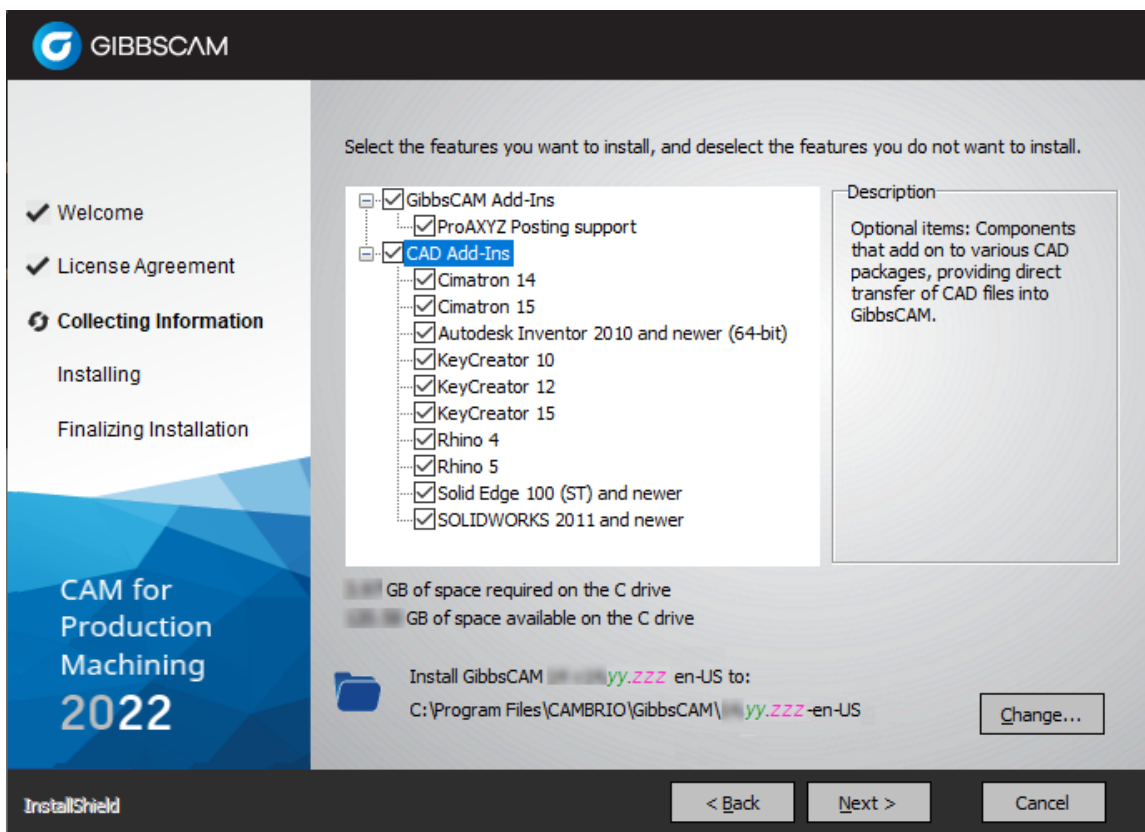 GIBBSCAM
Select the features you want to install, and deselect the features you do not want to install.
Welcome
License Agreement
Collecting Information
Installing
Finalizing Installation
GibbsCAM Add-Ins
ProAXYZ Posting support
CAD Add-Ins
Cimatron 14
Cimatron 15
Autodesk Inventor 2010 and newer (64-bit)
KeyCreator 10
KeyCreator 12
KeyCreator 15
Rhino 4
Rhino 5
Solid Edge 100 (ST) and newer
SOLIDWORKS 2011 and newer
Description
Optional items: Components
that add on to various CAD
packages, providing direct
transfer of CAD files into
GibbsCAM.
GB of space required on the C drive
GB of space available on the C drive
Install GibbsCAM yy.zzz en-US to:
C:\Program Files\CAMBRIO\GibbsCAM\ yy.zzz-en-US
Change...
CAM for
Production
Machining
2022
InstallShield
< Back
Next >
Cancel